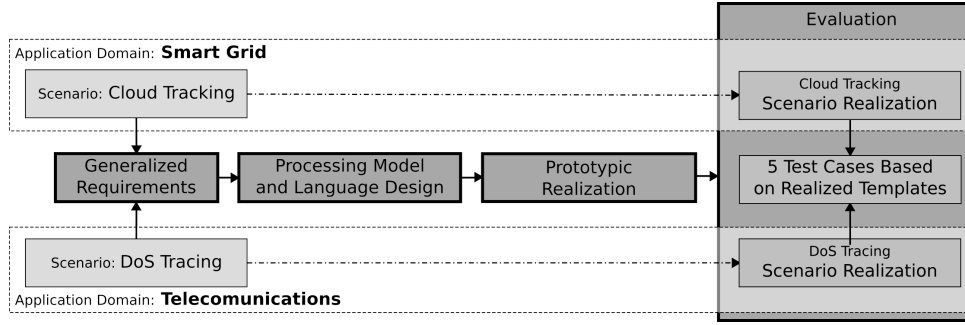 Evaluation
Application Domain: Smart Grid
Scenario: Cloud Tracking
Cloud Tracking
Scenario Realization
Generalized
Requirements
Processing Model
and Language Design
Prototypic
Realization
5 Test Cases Based
on Realized Templates
Scenario: DoS Tracing
DoS Tracing
Scenario Realization
Application Domain: Telecomunications